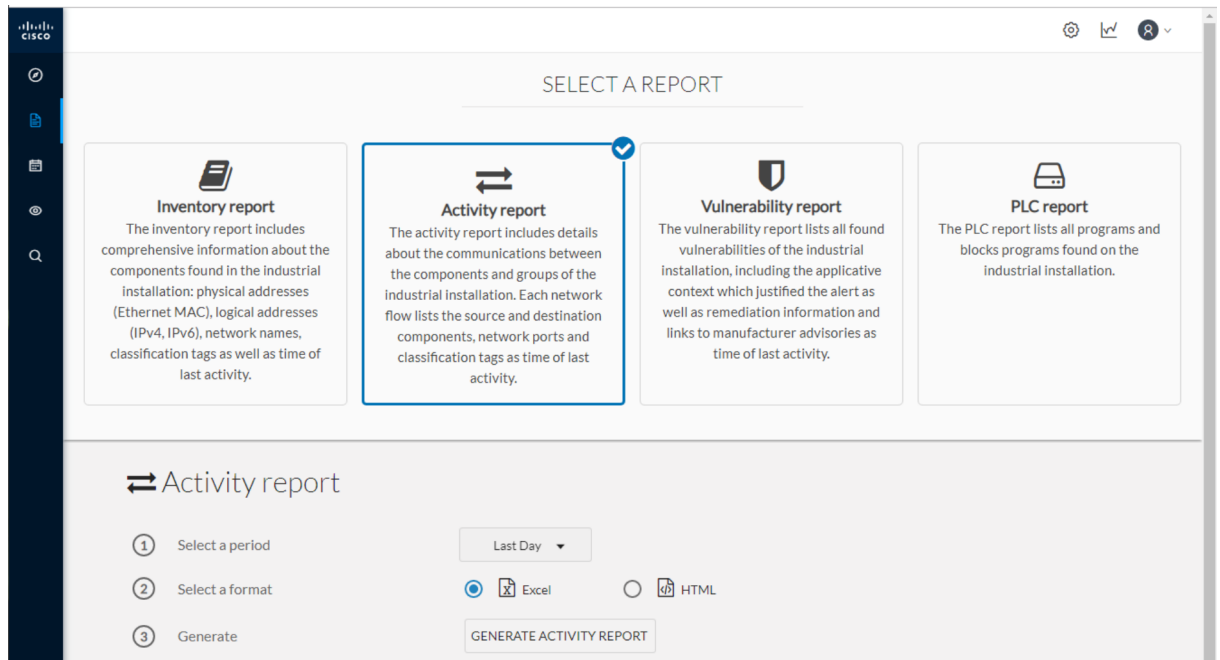 CISCO
SELECT A REPORT
Inventory report
The inventory report includes
comprehensive information about the
components found in the industrial
installation: physical addresses
(Ethernet MAC), logical addresses
(IPv4, IPv6), network names,
classification tags as well as time of
last activity.
Activity report
The activity report includes details
about the communications between
the components and groups of the
industrial installation. Each network
flow lists the source and destination
components, network ports and
classification tags as time of last
activity.
Vulnerability report
The vulnerability report lists all found
vulnerabilities of the industrial
installation, including the applicative
context which justified the alert as
well as remediation information and
links to manufacturer advisories as
time of last activity.
PLC report
The PLC report lists all programs and
blocks programs found on the
industrial installation.
Activity report
1 Select a period Last Day
2 Select a format Excel HTML
3 Generate GENERATE ACTIVITY REPORT